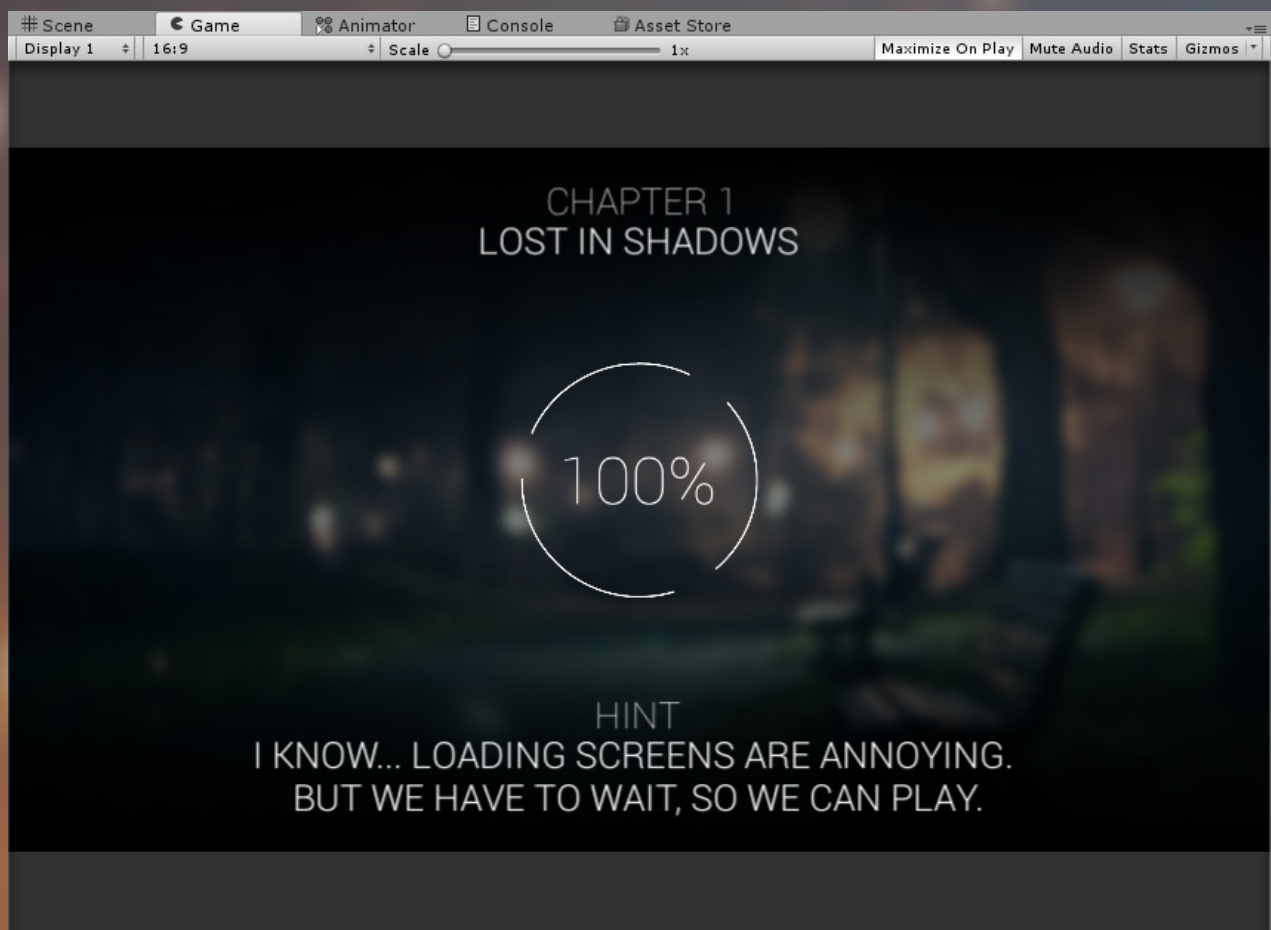 Scene Game Animator Console Asset Store
Display 1 16:9 Scale 1x Maximize On Play Mute Audio Stats Gizmos
CHAPTER 1
LOST IN SHADOWS
100%
HINT
I KNOW... LOADING SCREENS ARE ANNOYING.
BUT WE HAVE TO WAIT, SO WE CAN PLAY.